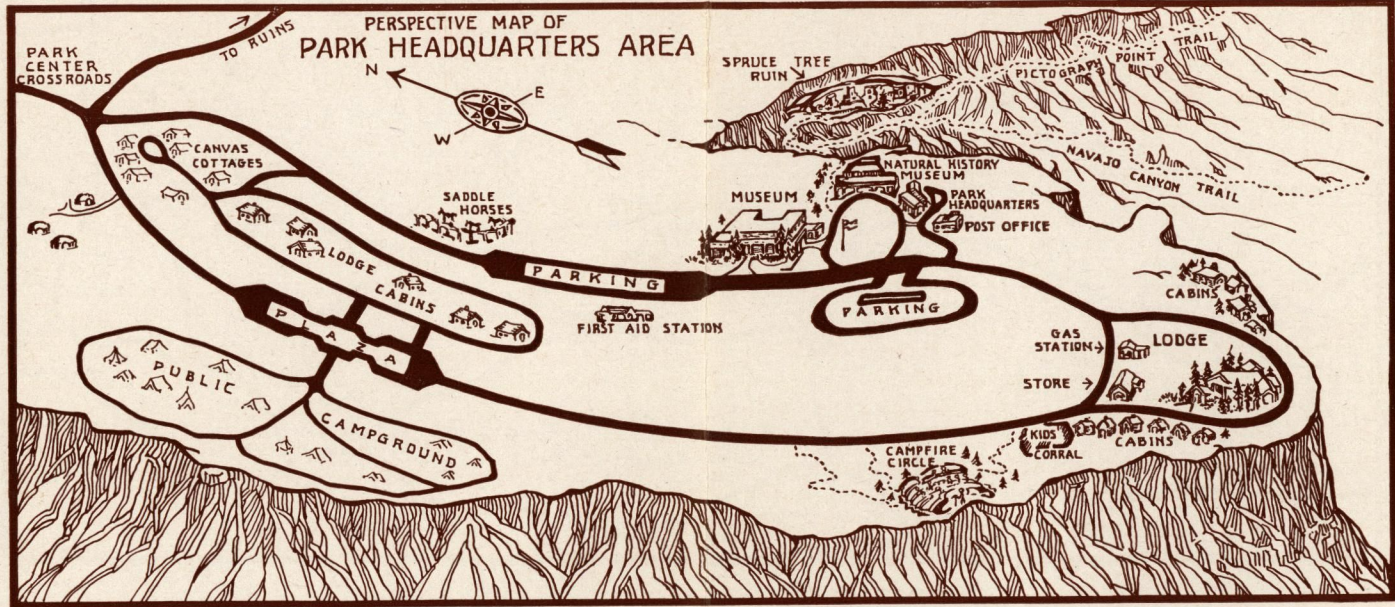 PERSPECTIVE MAP OF
PARK HEADQUARTERS AREA
TO RUINS
PARK
CENTER
CROSSROADS
N
E
W
SPRUCE TREE
RUIN
PICTOGRAPH POINT TRAIL
NAVAJO
CANYON TRAIL
CANVAS
COTTAGES
SADDLE
HORSES
MUSEUM
NATURAL HISTORY
MUSEUM
PARK
HEADQUARTERS
POST OFFICE
LODGE
CABINS
PARKING
FIRST AID STATION
PARKING
CABINS
PLAZA
GAS
STATION
LODGE
STORE
PUBLIC
CAMPGROUND
KIDS
CORRAL
CABINS
CAMPFIRE
CIRCLE